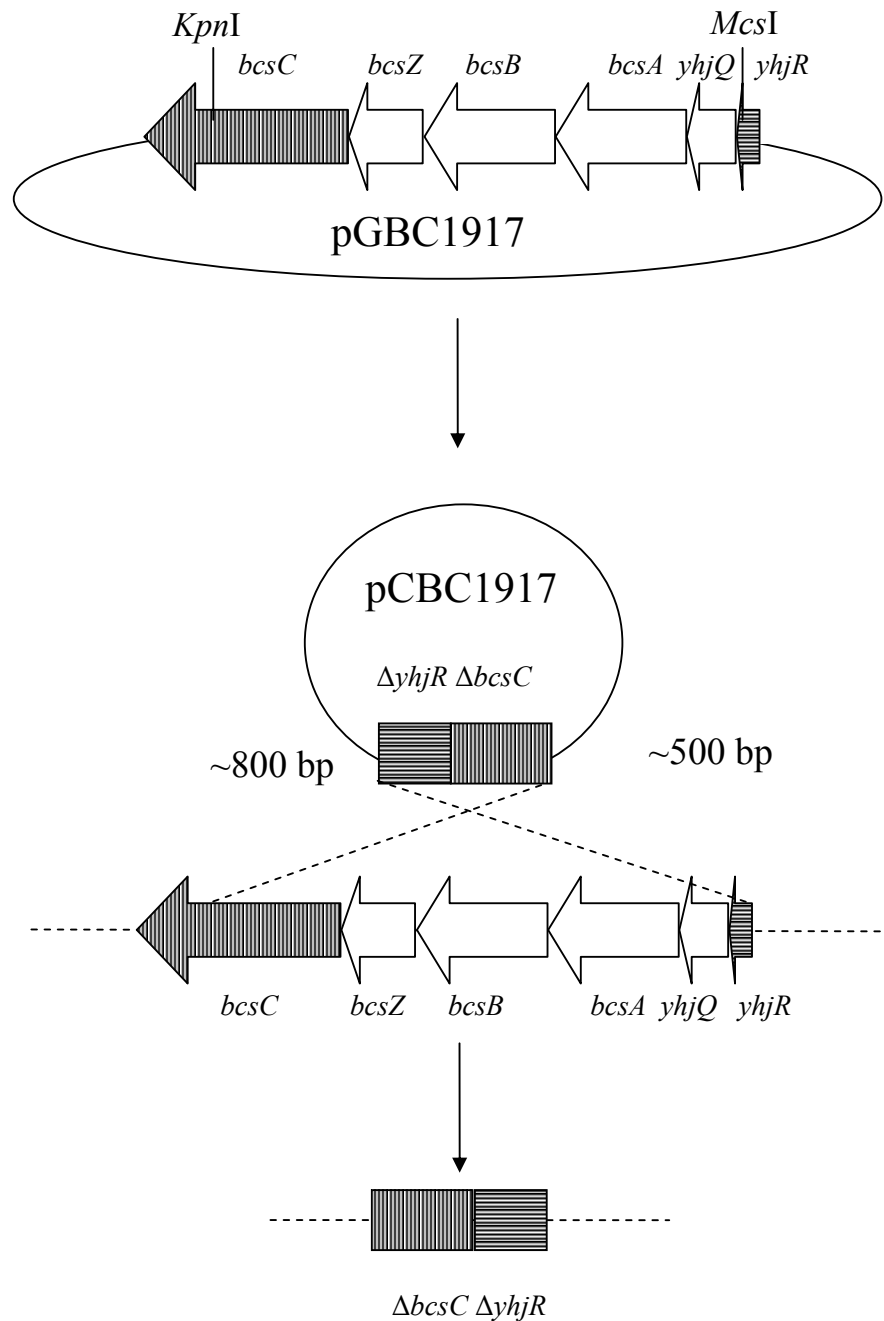 KpnI McsI
bcsC bcsZ bcsB bcsA yhjQ yhjR
pGBC1917
pCBC1917
ΔyhjR ΔbcsC
~800 bp ~500 bp
bcsC bcsZ bcsB bcsA yhjQ yhjR
ΔbcsC ΔyhjR